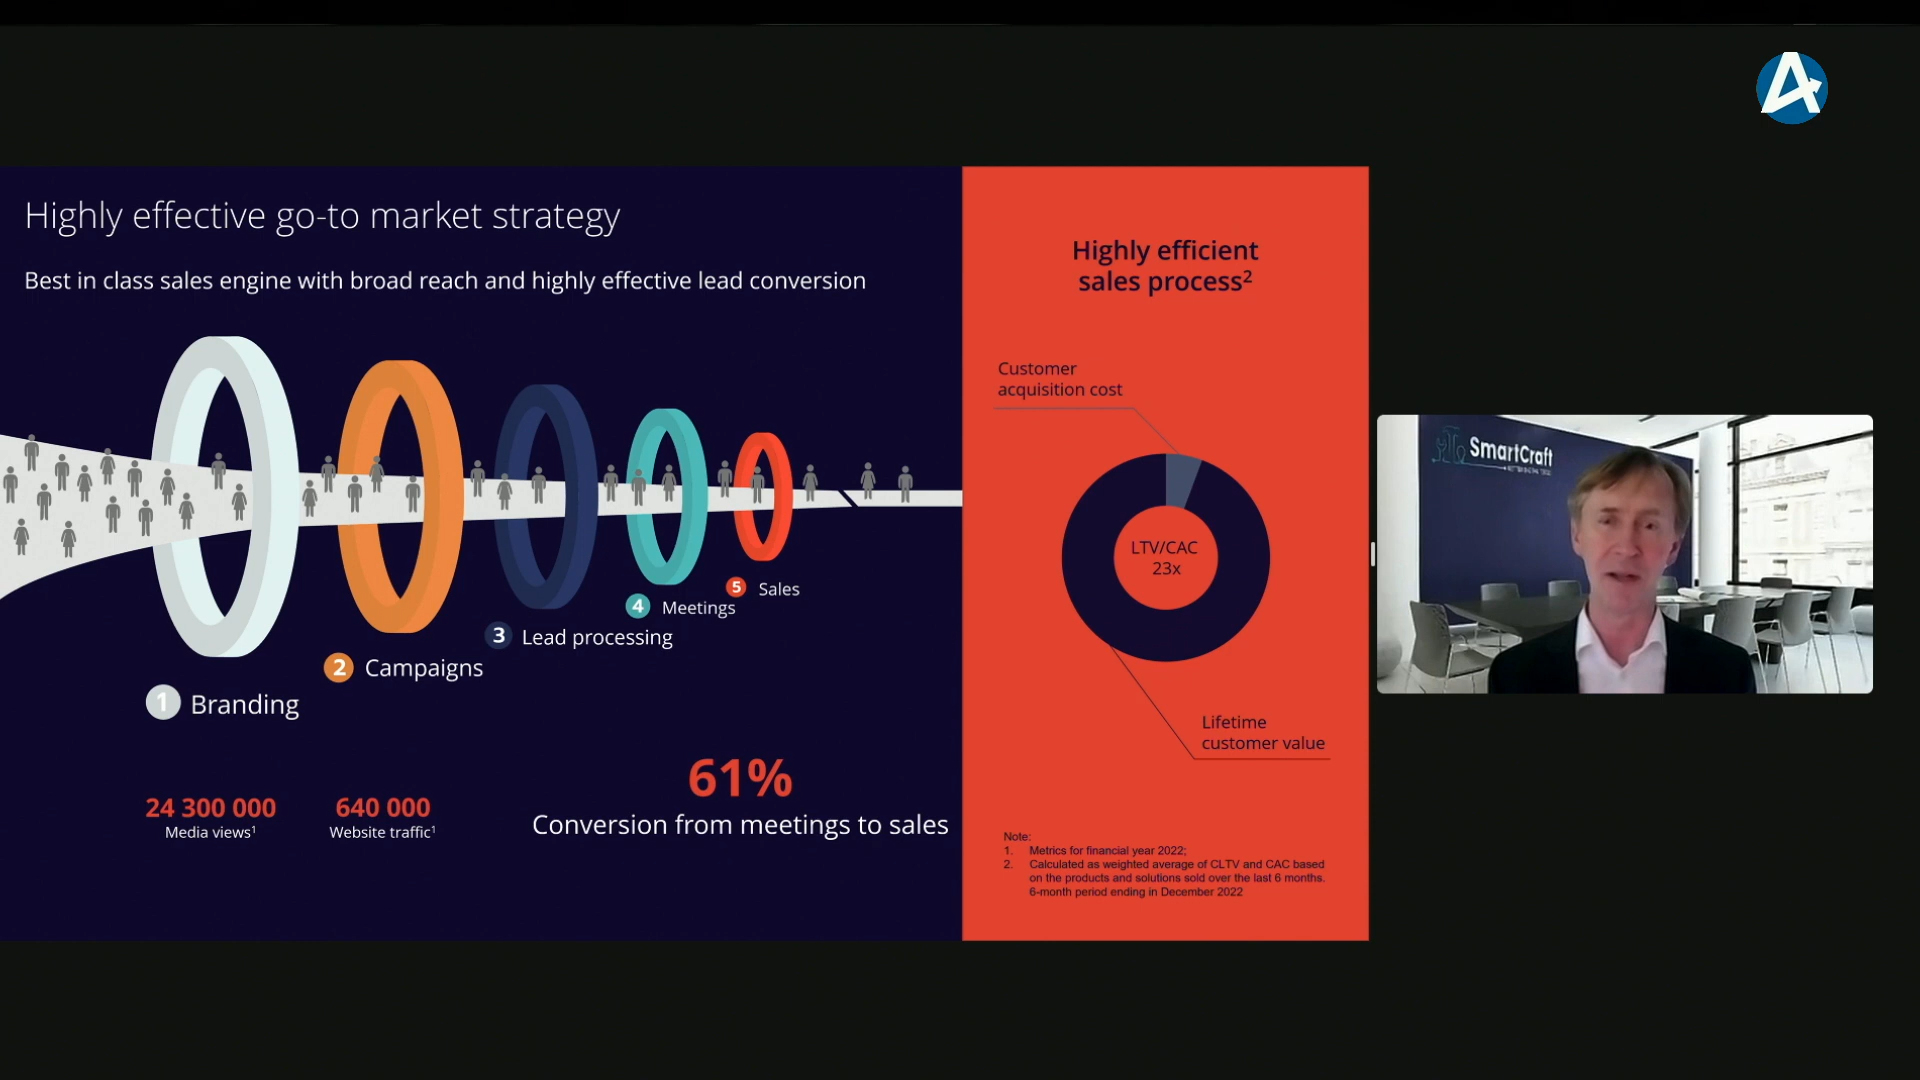 Highly effective go-to market strategy
Best in class sales engine with broad reach and highly effective lead conversion
1 Branding
2 Campaigns
3 Lead processing
4 Meetings
5 Sales
24 300 000
Media views¹
640 000
Website traffic¹
61%
Conversion from meetings to sales
Highly efficient
sales process²
Customer
acquisition cost
LTV/CAC
23x
Lifetime
customer value
Note:
1. Metrics for financial year 2022;
2. Calculated as weighted average of CLTV and CAC based
on the products and solutions sold over the last 6 months.
6-month period ending in December 2022
SmartCraft